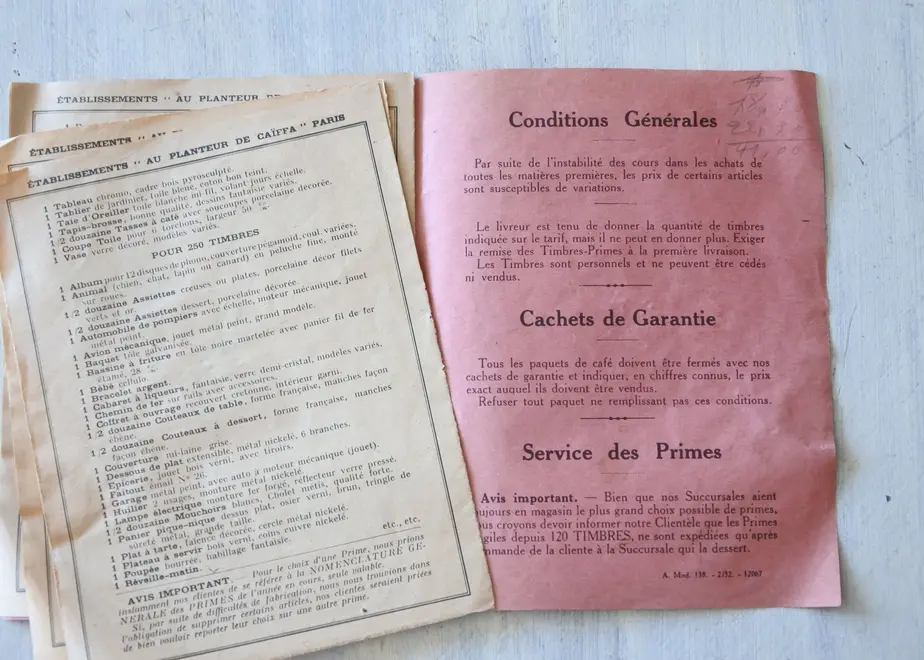 ÉTABLISSEMENTS " AU PLANTEUR DE
ÉTABLISSEMENTS " AU
ÉTABLISSEMENTS " AU PLANTEUR DE CAÏFFA " PARIS
1 Tableau chromo, cadre bois pyrosculpté.
1 Tablier de jardinier, toile bleue, coton bon teint.
1 Taie d'Oreiller toile blanche mi fil, volant jours échelle.
1 Tapis-brosse, bonne qualité, dessins fantaisie variés.
1/2 douzaine Tasses à café avec soucoupes porcelaine décorée.
1 Coupe Toile pour 6 torchons, largeur 50
1 Vase verre décoré, modèles variés.
POUR 250 TIMBRES
1 Album pour 12 disques de phono, couverture pégamoïd, coul. variées.
1 Animal (chien, chat, lapin ou canard) en peluche fine, monté
sur roues.
1/2 douzaine Assiettes creuses ou plates, porcelaine décor filets
verts et or.
1/2 douzaine Assiettes dessert, porcelaine décorée.
1 Automobile de pompiers avec échelle, moteur mécanique, jouet
métal peint.
1 Avion mécanique, jouet métal peint, grand modèle.
1 Baquet tôle galvanisée.
1 Bassine à friture en tôle noire martelée avec panier fil de fer
étamé, 28
1 Bébé cellulo.
1 Bracelet argent.
1 Cabaret à liqueurs, fantaisie, verre demi-cristal, modèles variés.
1 Chemin de fer sur rails avec accessoires.
1 Coffret à ouvrage recouvert cretonne, intérieur garni.
1/2 douzaine Couteaux de table, forme française, manches façon
ébène.
1/2 douzaine Couteaux à dessert, forme française, manches
façon ébène.
1 Couverture mi-laine grise.
1 Dessous de plat extensible, métal nickelé, 6 branches.
1 Épicerie, jouet bois verni, avec tiroirs.
1 Faitout émail N° 26.
1 Garage métal peint, avec auto à moteur mécanique (jouet).
1 Huilier 2 usages, monture métal nickelé.
1 Lampe électrique monture fer forgé, réflecteur verre pressé.
1/2 douzaine Mouchoirs blancs, Cholet métis, qualité forte.
1 Panier pique-nique dessus plat, osier verni, brun, tringle de
sûreté métal, grande taille.
1 Plat à tarte, faïence décorée, cercle métal nickelé.
1 Plateau à servir bois verni, coins cuivre nickelé.
1 Poupée bourrée, habillage fantaisie.
1 Réveille-matin.
etc., etc.
AVIS IMPORTANT. — Pour le choix d'une Prime, nous prions
instamment nos clientes de se référer à la NOMENCLATURE GÉ-
NÉRALE des PRIMES de l'année en cours, seule valable.
Si, par suite de difficultés de fabrication, nous nous trouvions dans
l'obligation de supprimer certains articles, nos clientes seraient priées
de bien vouloir reporter leur choix sur une autre prime.
Conditions Générales
Par suite de l'instabilité des cours dans les achats de
toutes les matières premières, les prix de certains articles
sont susceptibles de variations.
Le livreur est tenu de donner la quantité de timbres
indiquée sur le tarif, mais il ne peut en donner plus. Exiger
la remise des Timbres-Primes à la première livraison.
Les Timbres sont personnels et ne peuvent être cédés
ni vendus.
Cachets de Garantie
Tous les paquets de café doivent être fermés avec nos
cachets de garantie et indiquer, en chiffres connus, le prix
exact auquel ils doivent être vendus.
Refuser tout paquet ne remplissant pas ces conditions.
Service des Primes
Avis important. — Bien que nos Succursales aient
ujours en magasin le plus grand choix possible de primes,
us croyons devoir informer notre Clientèle que les Primes
giles depuis 120 TIMBRES, ne sont expédiées qu'après
mmande de la cliente à la Succursale qui la dessert.
A. Mod. 138. - 2/32. - 12067